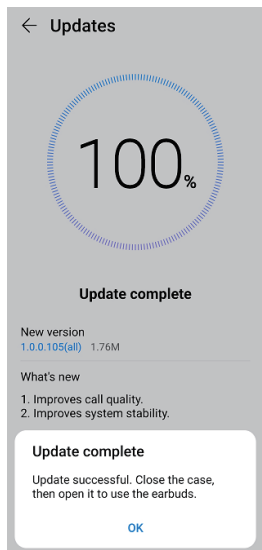 Updates
100%
Update complete
New version
1.0.0.105(all) 1.76M
What's new
1. Improves call quality.
2. Improves system stability.
Update complete
Update successful. Close the case,
then open it to use the earbuds.
OK